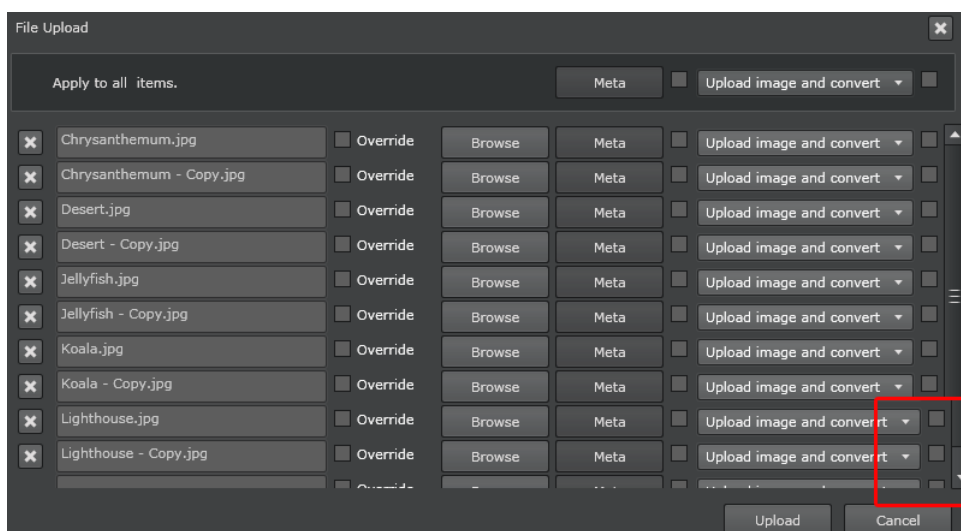 File Upload
Apply to all items. Meta Upload image and convert
Chrysanthemum.jpg Override Browse Meta Upload image and convert
Chrysanthemum - Copy.jpg Override Browse Meta Upload image and convert
Desert.jpg Override Browse Meta Upload image and convert
Desert - Copy.jpg Override Browse Meta Upload image and convert
Jellyfish.jpg Override Browse Meta Upload image and convert
Jellyfish - Copy.jpg Override Browse Meta Upload image and convert
Koala.jpg Override Browse Meta Upload image and convert
Koala - Copy.jpg Override Browse Meta Upload image and convert
Lighthouse.jpg Override Browse Meta Upload image and converrt
Lighthouse - Copy.jpg Override Browse Meta Upload image and converrt
Upload Cancel